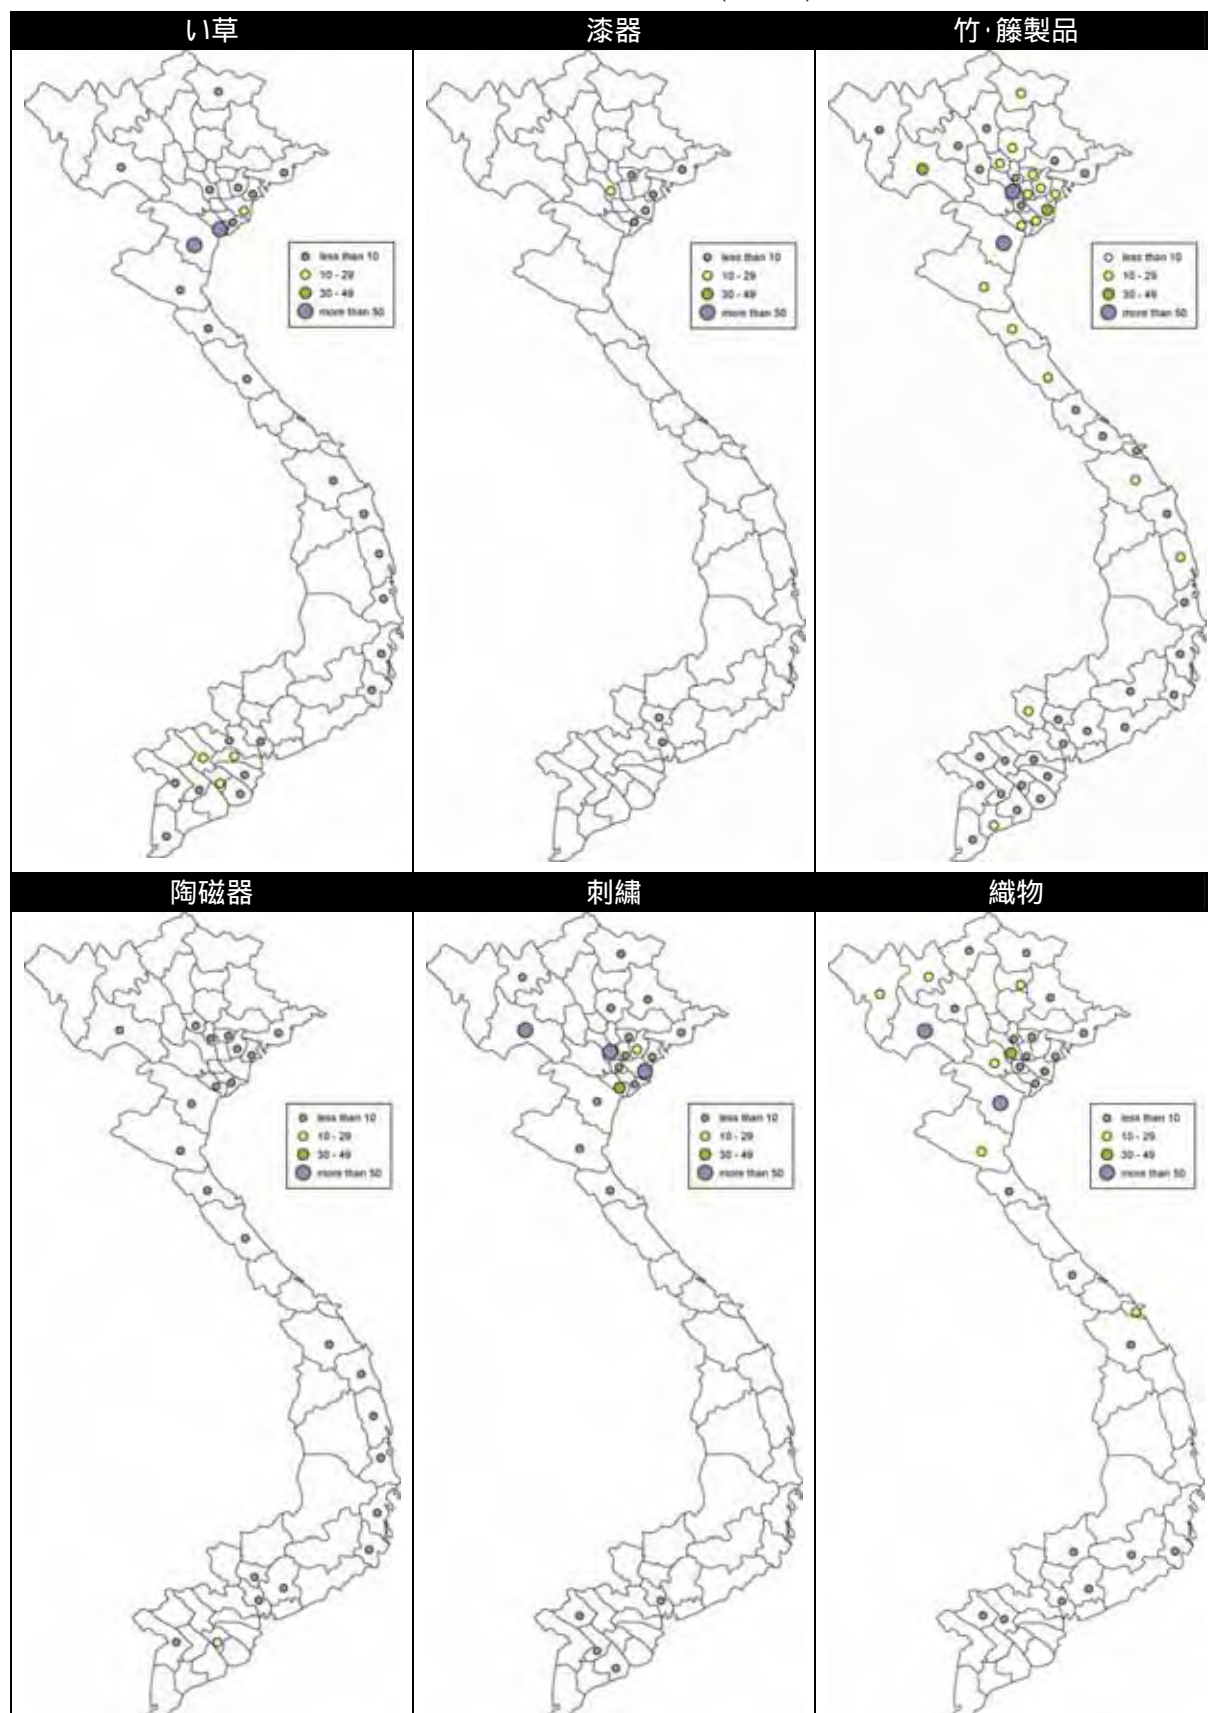 い草
漆器
竹・籐製品
less than 10
10 - 29
30 - 49
more than 50
less than 10
10 - 29
30 - 49
more than 50
less than 10
10 - 29
30 - 49
more than 50
陶磁器
刺繍
織物
less than 10
10 - 29
30 - 49
more than 50
less than 10
10 - 29
30 - 49
more than 50
less than 10
10 - 29
30 - 49
more than 50